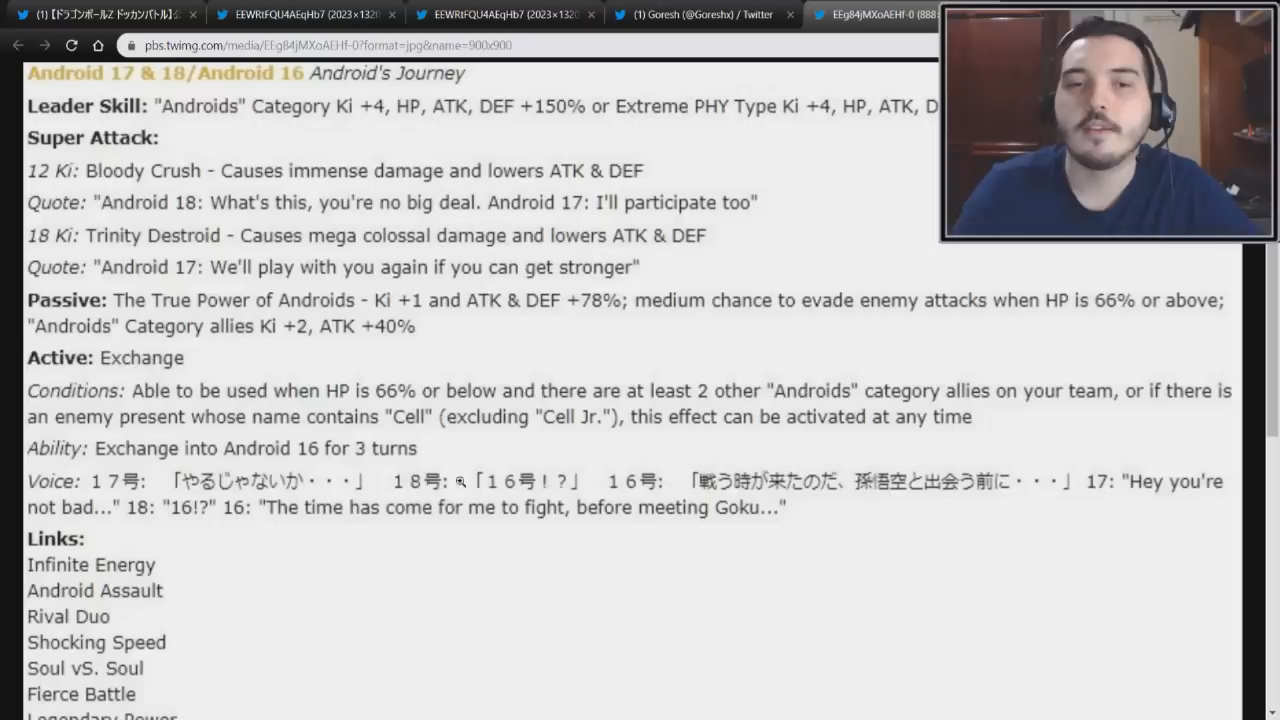 (1)【ドラゴンボールZ ドッカンバトル】公
EEWRtFQU4AEqHb7 (2023×1320
EEWRtFQU4AEqHb7 (2023×1320
(1) Goresh (@Goreshx) / Twitter
EEg84jMXoAEHf-0 (888
pbs.twimg.com/media/EEg84jMXoAEHf-0?format=jpg&name=900x900
Android 17 & 18/Android 16 Android's Journey
Leader Skill: "Androids" Category Ki +4, HP, ATK, DEF +150% or Extreme PHY Type Ki +4, HP, ATK, D
Super Attack:
12 Ki: Bloody Crush - Causes immense damage and lowers ATK & DEF
Quote: "Android 18: What's this, you're no big deal. Android 17: I'll participate too"
18 Ki: Trinity Destroid - Causes mega colossal damage and lowers ATK & DEF
Quote: "Android 17: We'll play with you again if you can get stronger"
Passive: The True Power of Androids - Ki +1 and ATK & DEF +78%; medium chance to evade enemy attacks when HP is 66% or above;
"Androids" Category allies Ki +2, ATK +40%
Active: Exchange
Conditions: Able to be used when HP is 66% or below and there are at least 2 other "Androids" category allies on your team, or if there is
an enemy present whose name contains "Cell" (excluding "Cell Jr."), this effect can be activated at any time
Ability: Exchange into Android 16 for 3 turns
Voice: １７号: 「やるじゃないか・・・」 １８号: 「１６号！？」 １６号: 「戦う時が来たのだ、孫悟空と出会う前に・・・」 17: "Hey you're
not bad..." 18: "16!?" 16: "The time has come for me to fight, before meeting Goku..."
Links:
Infinite Energy
Android Assault
Rival Duo
Shocking Speed
Soul vS. Soul
Fierce Battle
Legendary Power